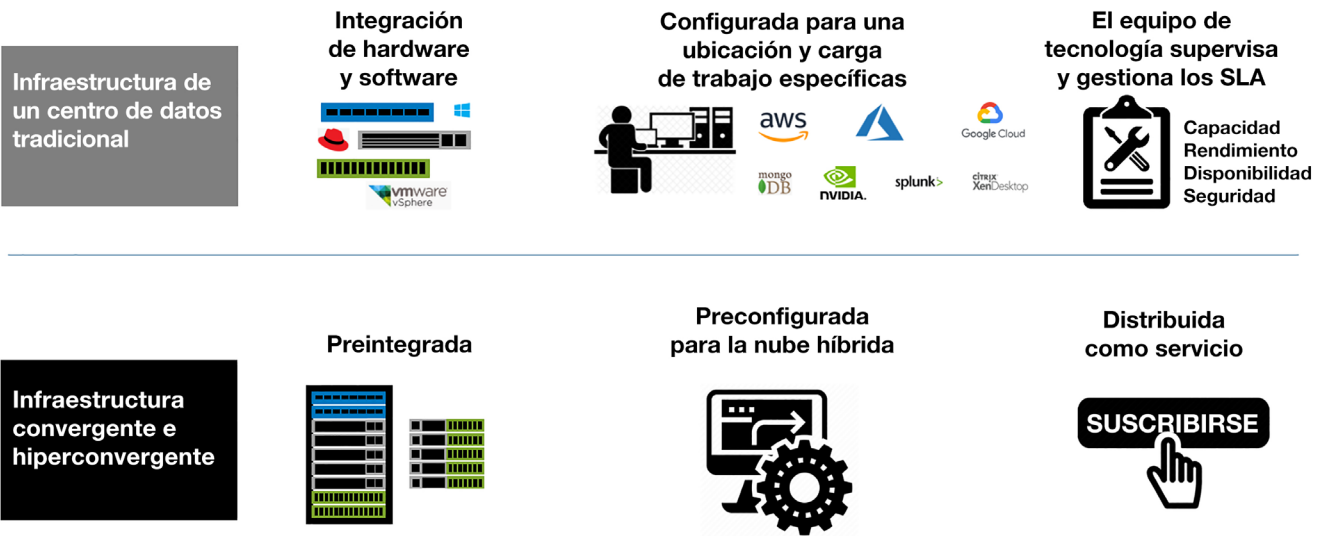 Infraestructura de
un centro de datos
tradicional
Integración
de hardware
y software
vmware
vSphere
Configurada para una
ubicación y carga
de trabajo específicas
aws
Google Cloud
mongo
DB
NVIDIA.
splunk>
citrix
XenDesktop
El equipo de
tecnología supervisa
y gestiona los SLA
Capacidad
Rendimiento
Disponibilidad
Seguridad
Infraestructura
convergente e
hiperconvergente
Preintegrada
Preconfigurada
para la nube híbrida
Distribuida
como servicio
SUSCRIBIRSE